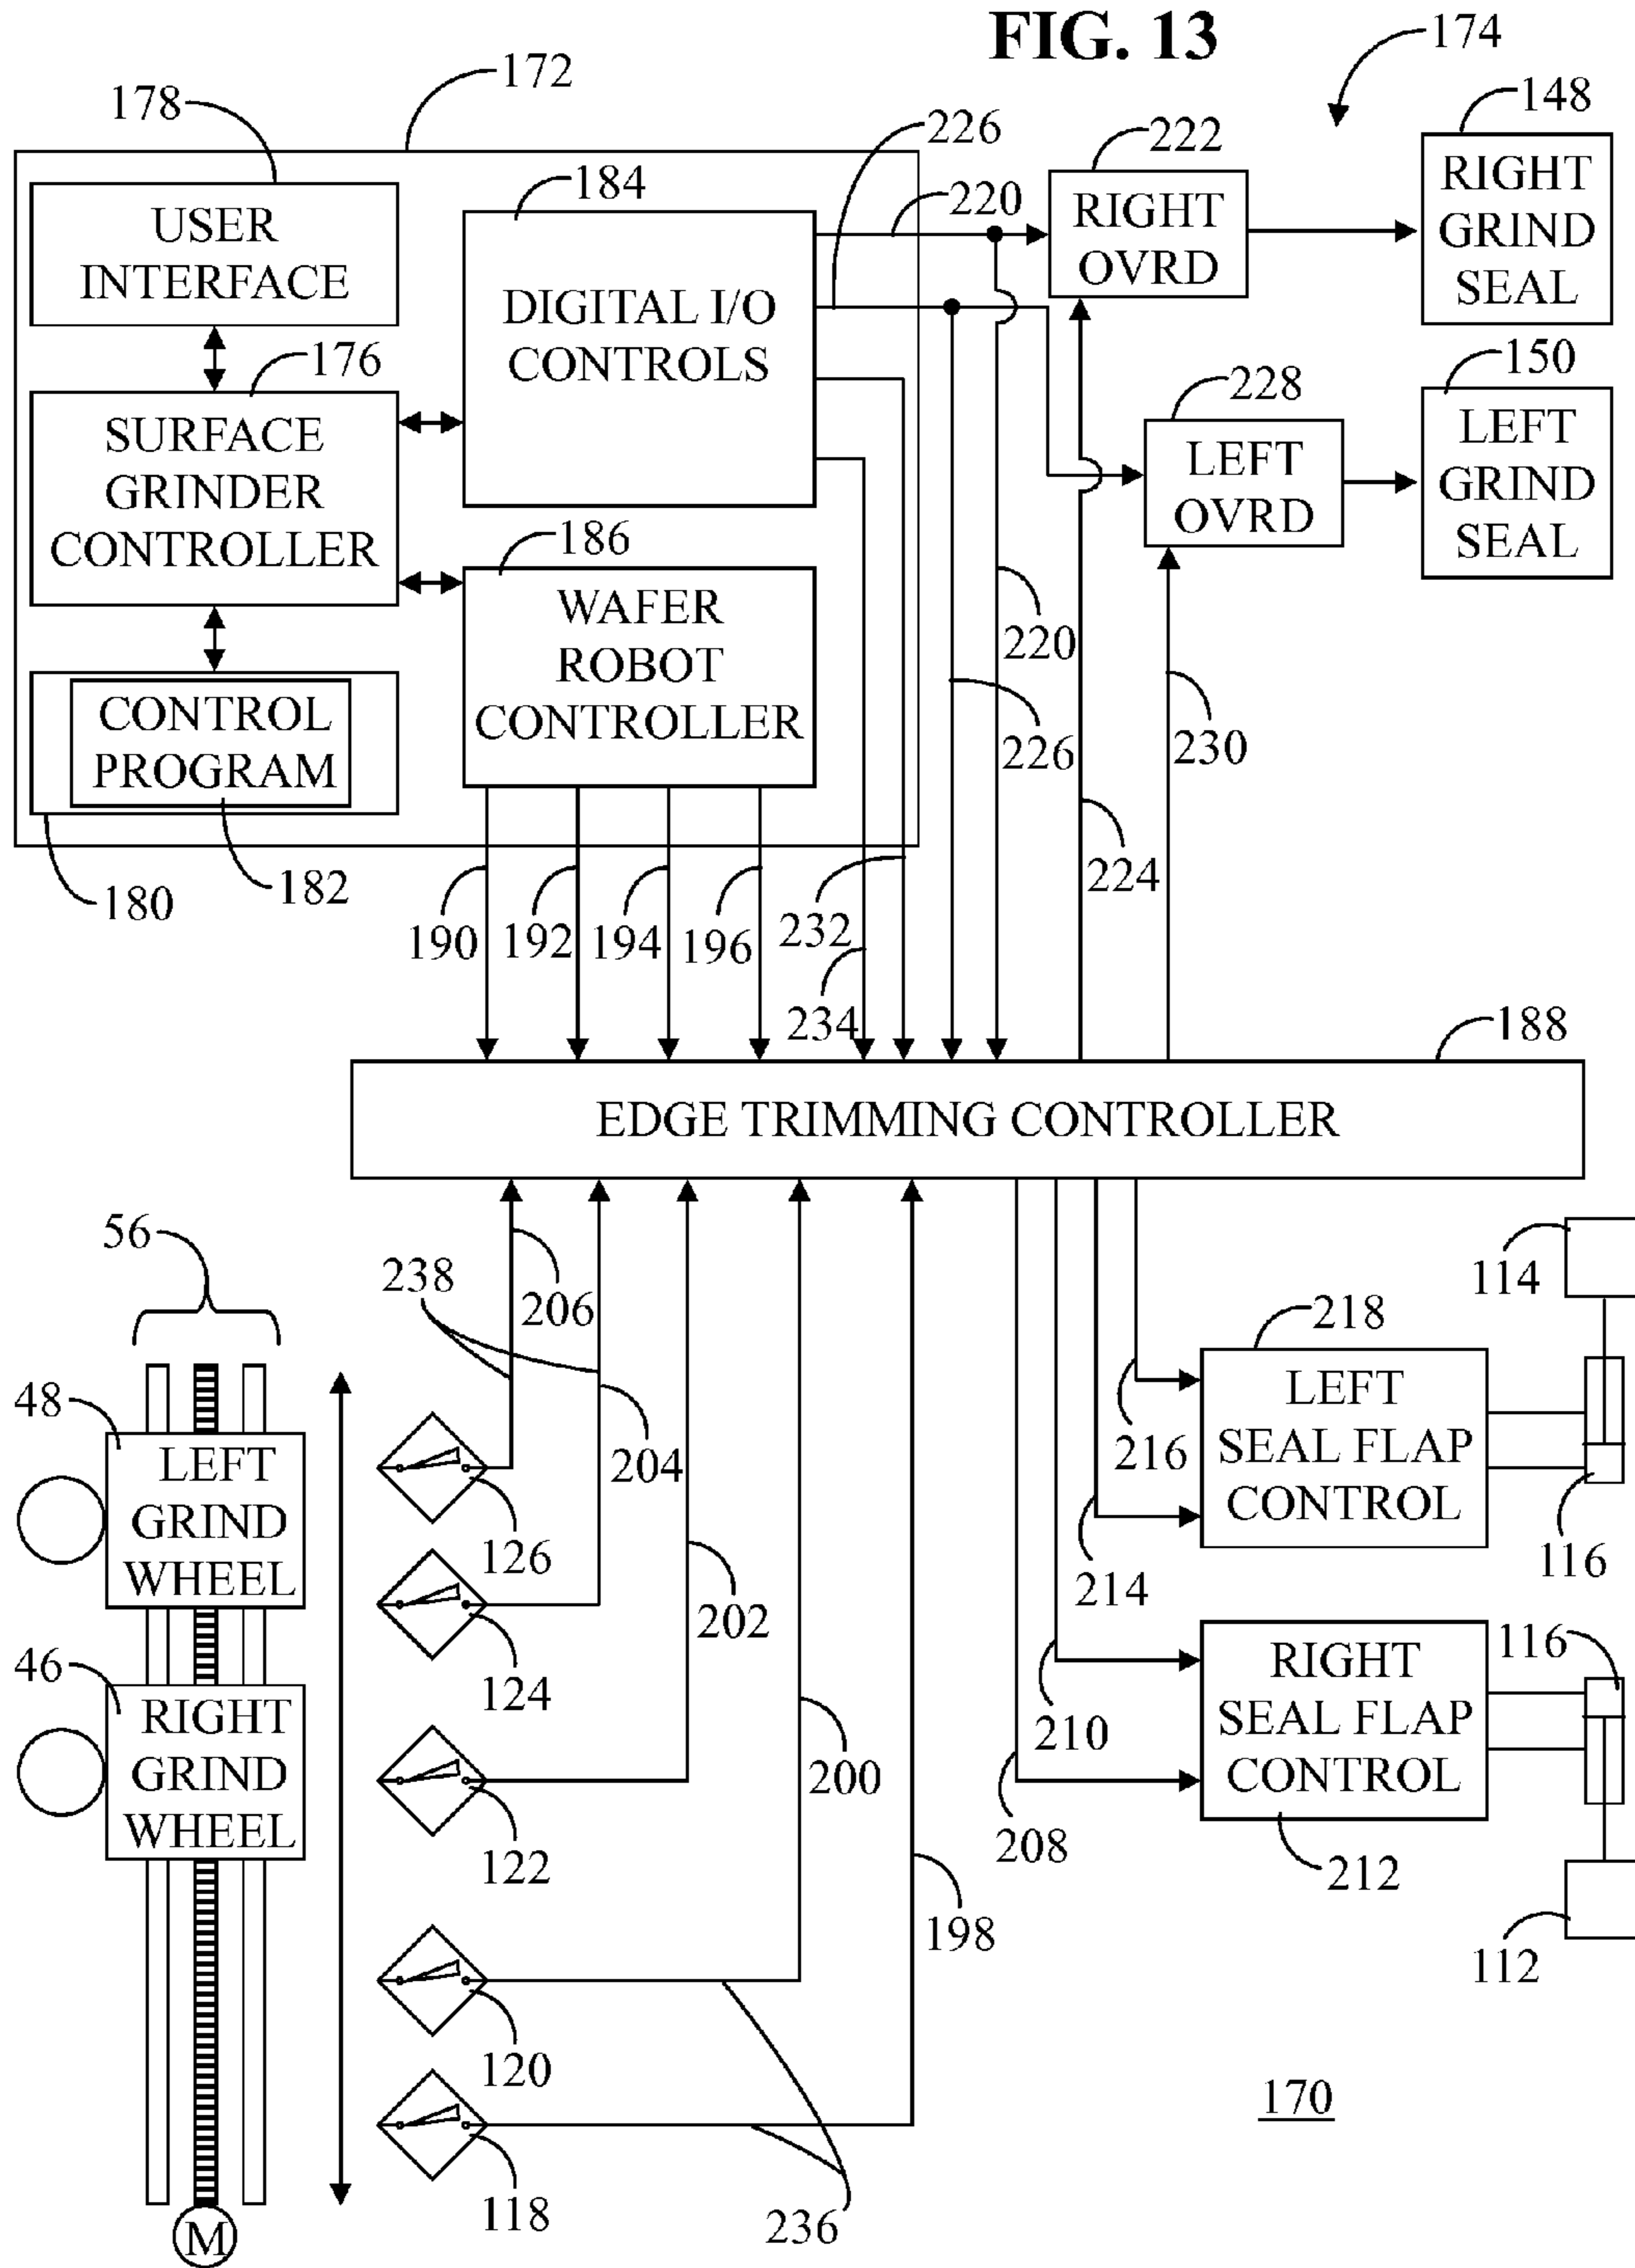 FIG. 13
174
172
178
148
226
222
184
220
RIGHT
GRIND
SEAL
USER
INTERFACE
RIGHT
OVRD
DIGITAL I/O
CONTROLS
176
150
228
SURFACE
GRINDER
CONTROLLER
LEFT
OVRD
LEFT
GRIND
SEAL
186
WAFER
ROBOT
CONTROLLER
220
226
230
CONTROL
PROGRAM
180
182
224
190
192
194
196
232
234
188
EDGE TRIMMING CONTROLLER
56
238
206
114
218
48
LEFT
GRIND
WHEEL
204
216
LEFT
SEAL FLAP
CONTROL
126
214
116
202
46
RIGHT
GRIND
WHEEL
124
210
RIGHT
SEAL FLAP
CONTROL
116
200
122
208
212
198
112
120
170
118
236
M